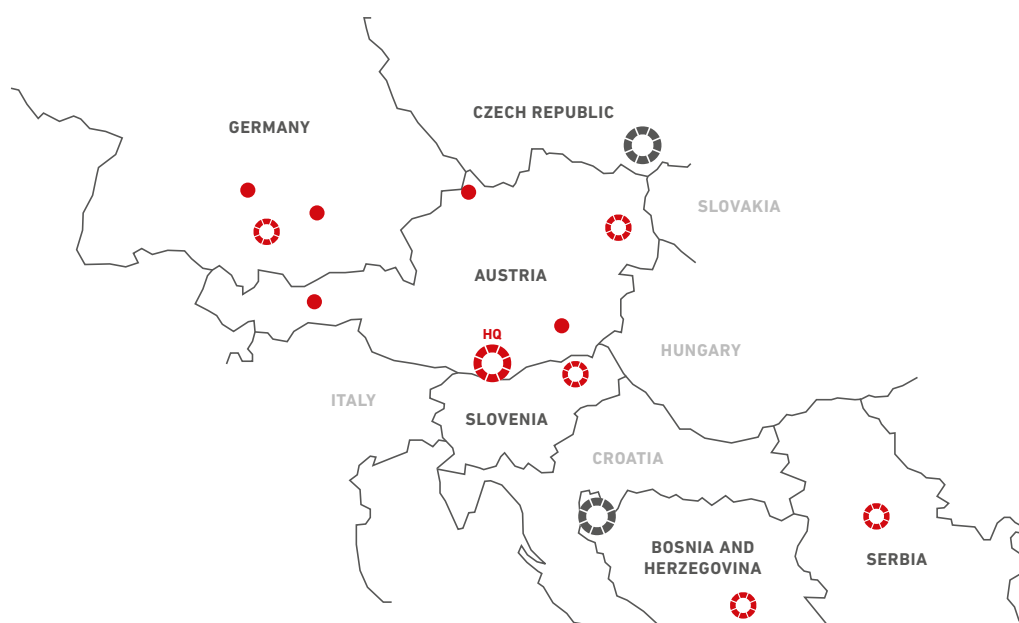 CZECH REPUBLIC
GERMANY
SLOVAKIA
AUSTRIA
HQ
HUNGARY
ITALY
SLOVENIA
CROATIA
BOSNIA AND
HERZEGOVINA
SERBIA